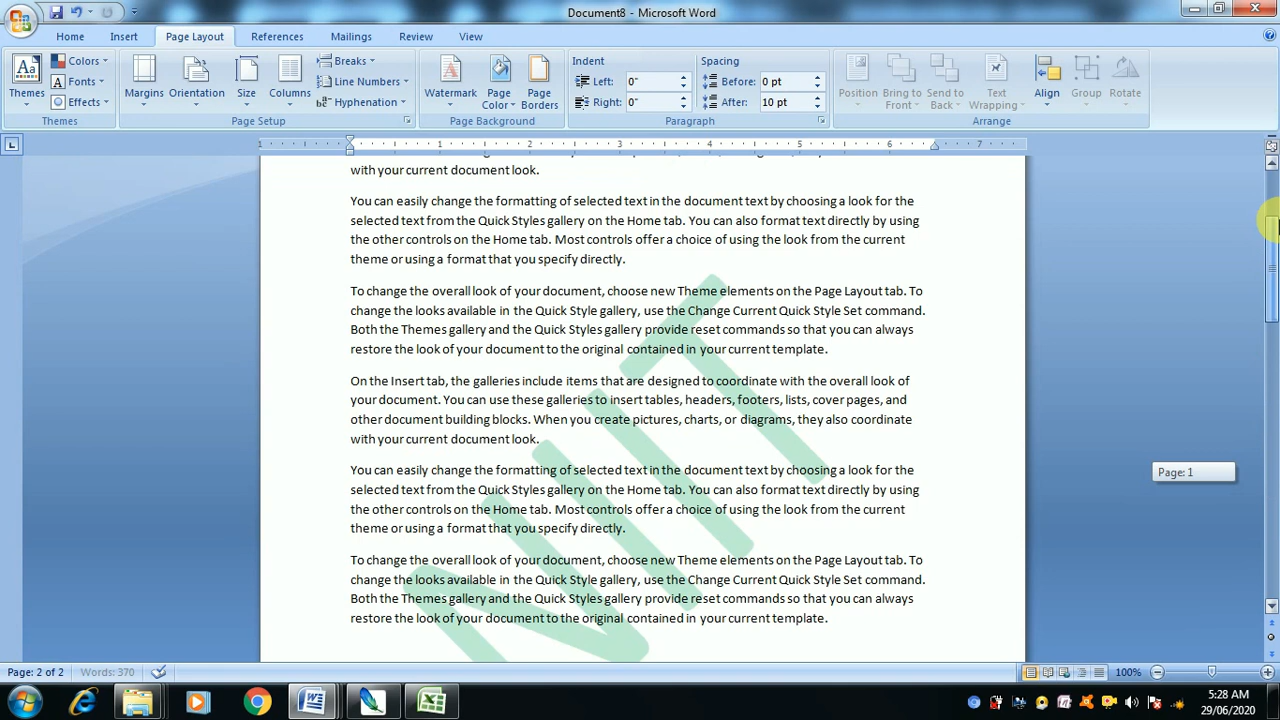 Document8 - Microsoft Word
Home Insert Page Layout References Mailings Review View
Themes
Colors
Fonts
Effects
Themes
Margins
Orientation
Size
Columns
Breaks
Line Numbers
Hyphenation
Page Setup
Watermark
Page Color
Page Borders
Page Background
Indent
Left: 0"
Right: 0"
Spacing
Before: 0 pt
After: 10 pt
Paragraph
Position
Bring to Front
Send to Back
Text Wrapping
Align
Group
Rotate
Arrange
1 1 2 3 4 5 6 7
with your current document look.
You can easily change the formatting of selected text in the document text by choosing a look for the
selected text from the Quick Styles gallery on the Home tab. You can also format text directly by using
the other controls on the Home tab. Most controls offer a choice of using the look from the current
theme or using a format that you specify directly.
To change the overall look of your document, choose new Theme elements on the Page Layout tab. To
change the looks available in the Quick Style gallery, use the Change Current Quick Style Set command.
Both the Themes gallery and the Quick Styles gallery provide reset commands so that you can always
restore the look of your document to the original contained in your current template.
On the Insert tab, the galleries include items that are designed to coordinate with the overall look of
your document. You can use these galleries to insert tables, headers, footers, lists, cover pages, and
other document building blocks. When you create pictures, charts, or diagrams, they also coordinate
with your current document look.
You can easily change the formatting of selected text in the document text by choosing a look for the
selected text from the Quick Styles gallery on the Home tab. You can also format text directly by using
the other controls on the Home tab. Most controls offer a choice of using the look from the current
theme or using a format that you specify directly.
To change the overall look of your document, choose new Theme elements on the Page Layout tab. To
change the looks available in the Quick Style gallery, use the Change Current Quick Style Set command.
Both the Themes gallery and the Quick Styles gallery provide reset commands so that you can always
restore the look of your document to the original contained in your current template.
NIIT
Page: 1
Page: 2 of 2 Words: 370 100%
5:28 AM
29/06/2020